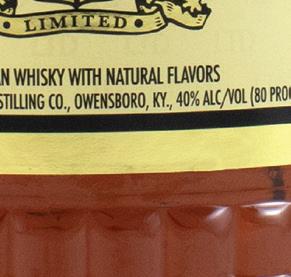 LIMITED
AN WHISKY WITH NATURAL FLAVORS
STILLING CO., OWENSBORO, KY., 40% ALC/VOL (80 PROO